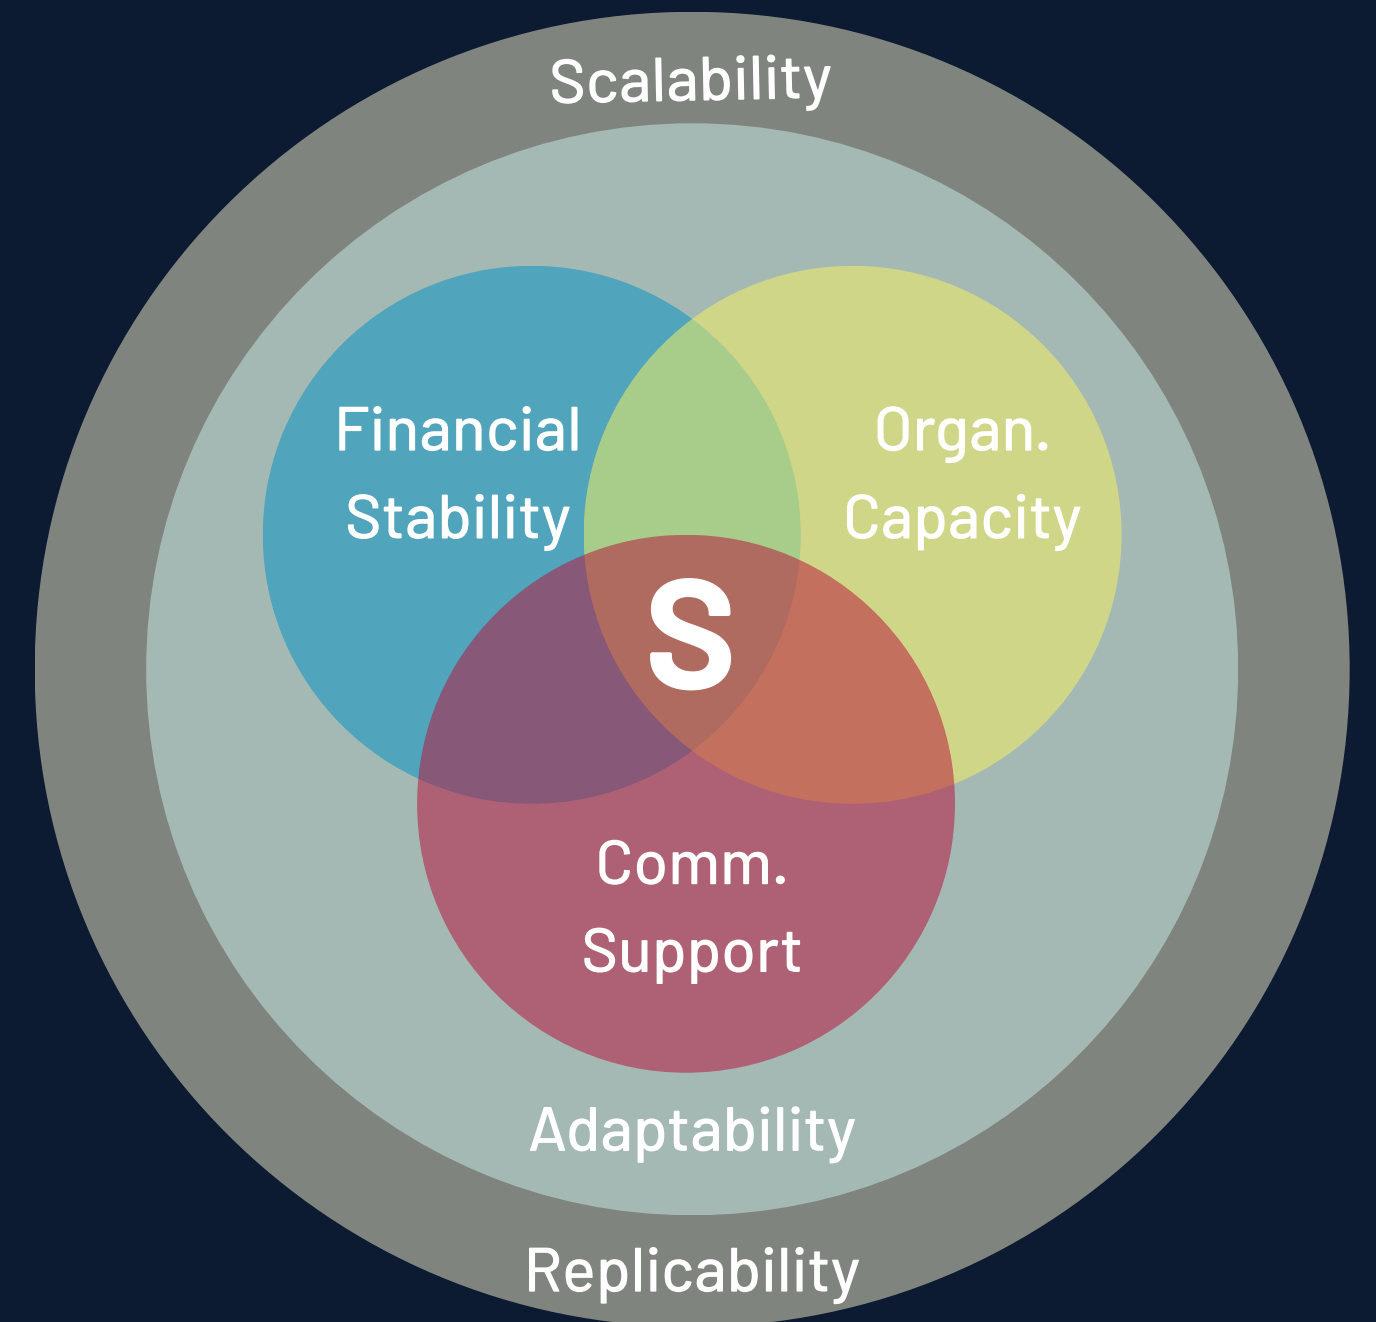 Scalability
Financial
Stability
Organ.
Capacity
S
Comm.
Support
Adaptability
Replicability